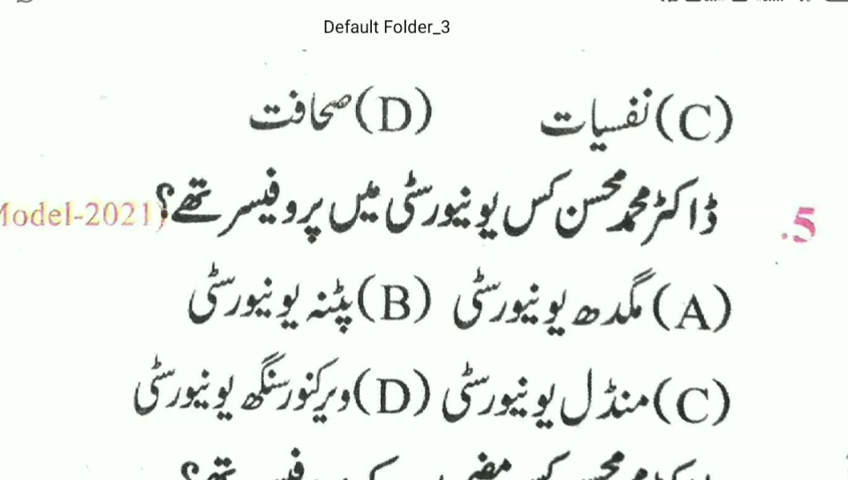 Default Folder_3
(C) نفسیات (D) صحافت
5. ڈاکٹر محمد محسن کس یونیورسٹی میں پروفیسر تھے؟ Model-2021)
(A) مگدھ یونیورسٹی (B) پٹنہ یونیورسٹی
(C) منڈل یونیورسٹی (D) ویر کنور سنگھ یونیورسٹی